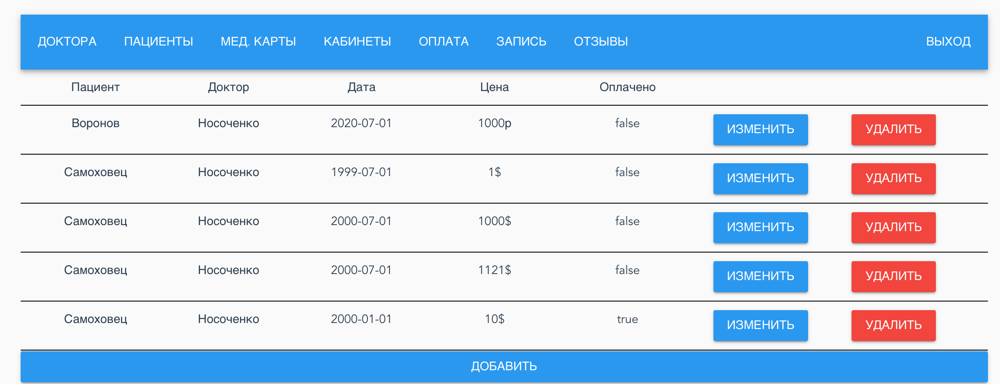 ДОКТОРА ПАЦИЕНТЫ МЕД. КАРТЫ КАБИНЕТЫ ОПЛАТА ЗАПИСЬ ОТЗЫВЫ ВЫХОД
Пациент Доктор Дата Цена Оплачено
Воронов Носоченко 2020-07-01 1000р false ИЗМЕНИТЬ УДАЛИТЬ
Самоховец Носоченко 1999-07-01 1$ false ИЗМЕНИТЬ УДАЛИТЬ
Самоховец Носоченко 2000-07-01 1000$ false ИЗМЕНИТЬ УДАЛИТЬ
Самоховец Носоченко 2000-07-01 1121$ false ИЗМЕНИТЬ УДАЛИТЬ
Самоховец Носоченко 2000-01-01 10$ true ИЗМЕНИТЬ УДАЛИТЬ
ДОБАВИТЬ